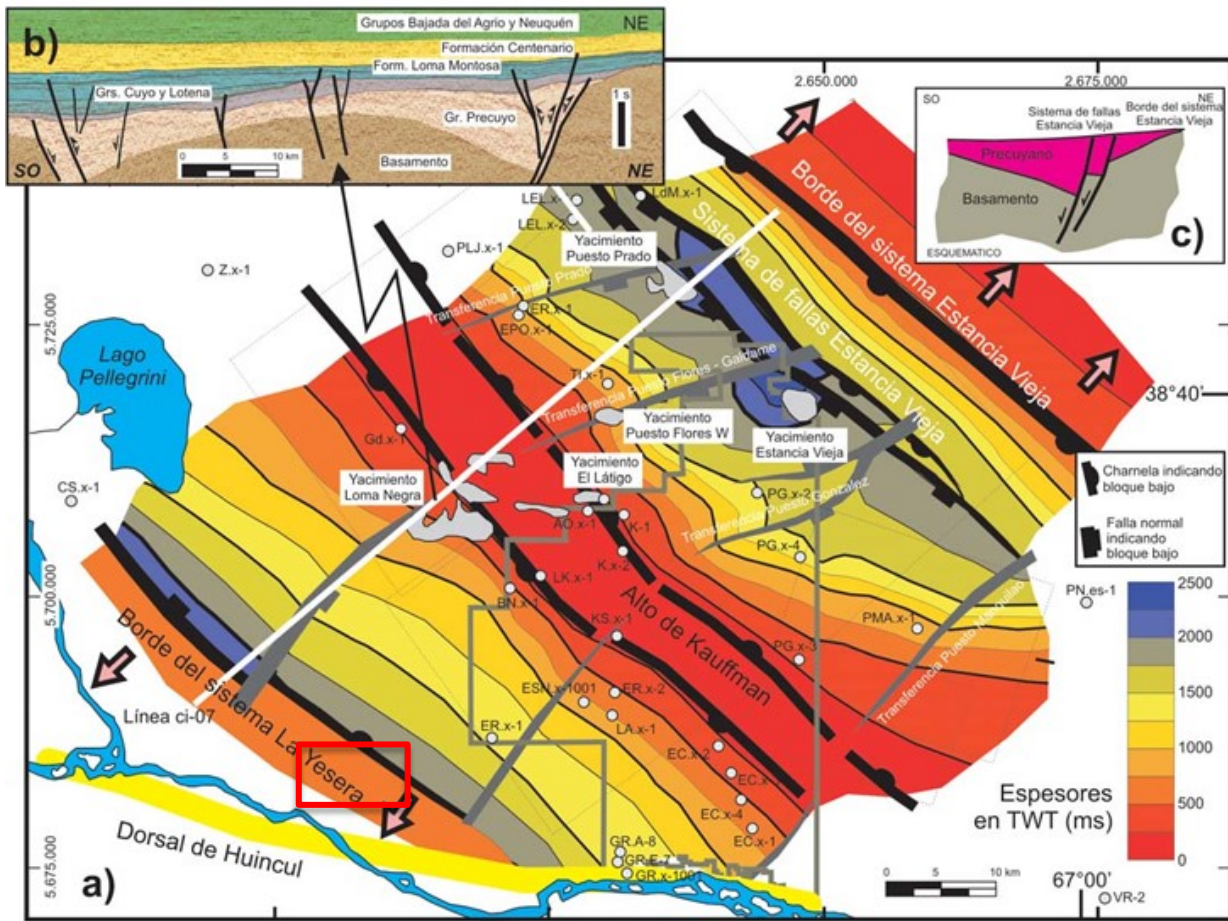 b)
Grupos Bajada del Agrio y Neuquén
NE
Formación Centenario
Form. Loma Montosa
Grs. Cuyo y Lotena
Gr. Precuyo
1 s
0 5 10 km
Basamento
SO
NE
2.650.000
2.675.000
SO
NE
Sistema de fallas
Estancia Vieja
Borde del sistema
Estancia Vieja
Precuyano
Basamento
c)
ESQUEMATICO
LEL.x-2
LdM.x-1
PLJ.x-1
Z.x-1
Yacimiento
Puesto Prado
Transferencia Puesto Prado
ER.x-1
EPO.x-1
Sistema de fallas Estancia Vieja
Borde del sistema Estancia Vieja
5.725.000
Lago
Pellegrini
Transferencia Puesto Flores - Galdame
Yacimiento
Puesto Flores W
Yacimiento
Estancia Vieja
38°40'
Gd.x-1
Yacimiento
Loma Negra
Yacimiento
El Látigo
CS.x-1
AO.x-1
K-1
K.x-2
PG.x-2
Transferencia Puesto Gonzalez
PG.x-4
Charnela indicando
bloque bajo
Falla normal
indicando
bloque bajo
5.700.000
BN.x-1
LK.x-1
KS.x-1
Alto de Kauffman
PMA.x-1
PG.x-3
PN.es-1
2500
2000
1500
1000
500
0
Espesores
en TWT (ms)
Borde del sistema La Yesera
Línea ci-07
ER.x-1
ESN.x-1001
ER.x-2
LA.x-1
EC.x-2
EC.x-4
EC.x-1
Dorsal de Huincul
5.675.000
a)
GR.A-8
GR.E-7
GR.x-1001
0 5 10 km
67°00'
VR-2